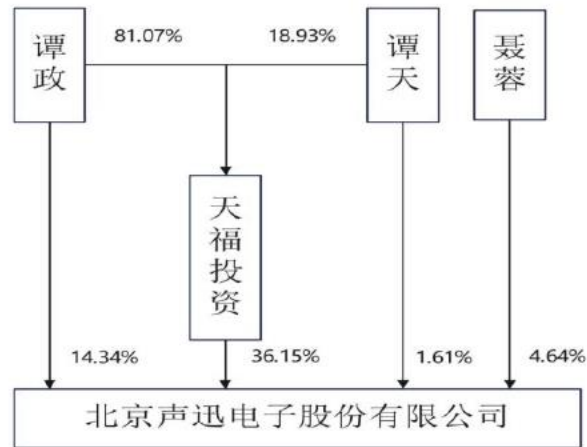 谭政
81.07%
18.93%
谭天
聂蓉
天福投资
14.34%
36.15%
1.61%
4.64%
北京声迅电子股份有限公司